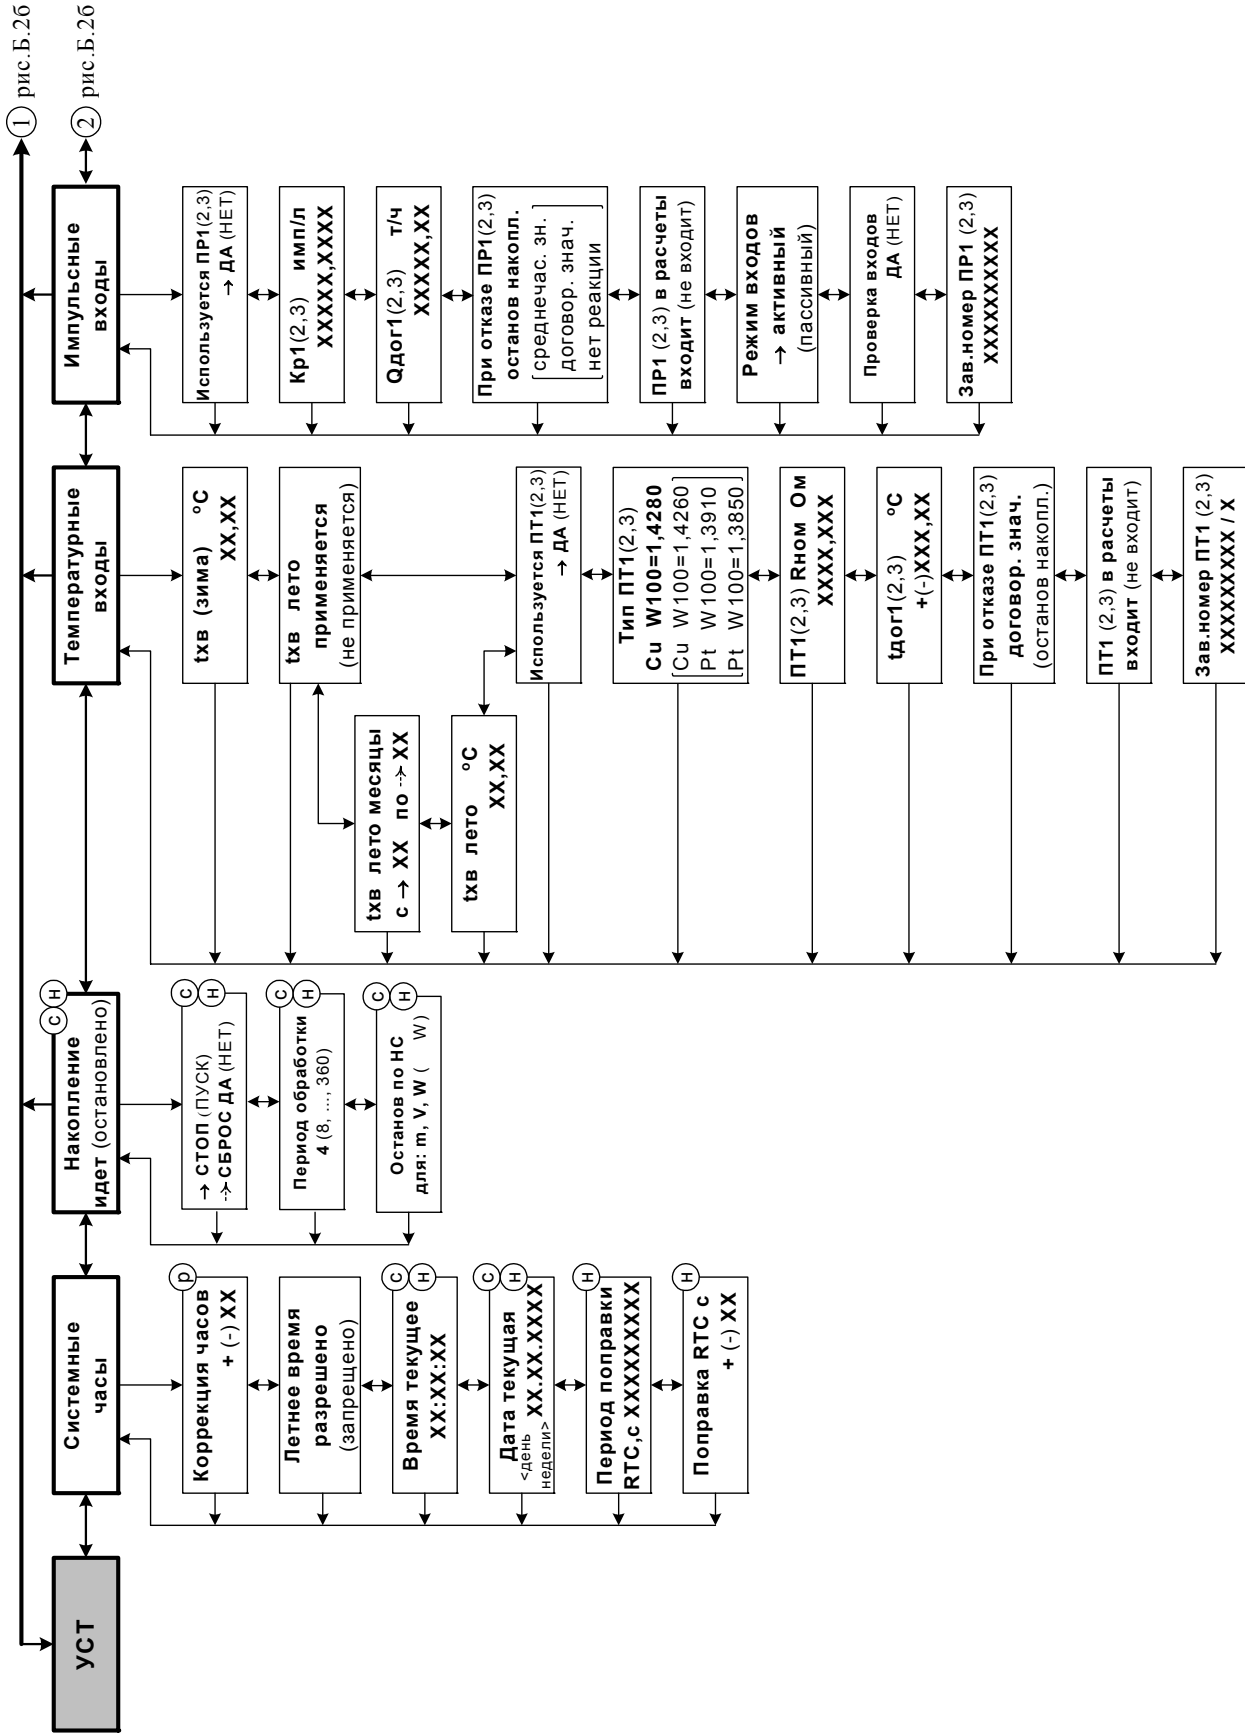 УСТ
Системные
часы
Коррекция часов
+ (-) XX
р
Летнее время
разрешено
(запрещено)
Время текущее
XX:XX:XX
с
н
Дата текущая
<день
недели>
XX.XX.XXXX
с
н
Период поправки
RTC,с XXXXXXXXX
н
Поправка RTC с
+ (-) XX
н
Накопление
идет (остановлено)
с
н
→ СТОП (ПУСК)
--> СБРОС ДА (НЕТ)
с
н
Период обработки
4 (8, ..., 360)
с
н
Останов по НС
для: m, V, W (   W)
с
н
Температурные
входы
tхв (зима) ºС
XX,XX
tхв лето
применяется
(не применяется)
tхв лето месяцы
с → XX по --> XX
tхв лето ºС
XX,XX
Используется ПТ1(2,3)
→ ДА (НЕТ)
Тип ПТ1(2,3)
Cu W100=1,4280
Cu W100=1,4260
Pt W100=1,3910
Pt W100=1,3850
ПТ1(2,3) Rном Ом
XXXX,XXX
tдог1(2,3) ºС
+(-)XXX,XX
При отказе ПТ1(2,3)
договор. знач.
(останов накопл.)
ПТ1 (2,3) в расчеты
входит (не входит)
Зав.номер ПТ1 (2,3)
XXXXXXXXX / X
Импульсные
входы
Используется ПР1(2,3)
→ ДА (НЕТ)
Кр1(2,3) имп/л
XXXXX,XXXX
Qдог1(2,3) т/ч
XXXXX,XX
При отказе ПР1(2,3)
останов накопл.
среднечас. зн.
договор. знач.
нет реакции
ПР1 (2,3) в расчеты
входит (не входит)
Режим входов
→ активный
(пассивный)
Проверка входов
ДА (НЕТ)
Зав.номер ПР1 (2,3)
XXXXXXXXXX
1 рис.Б.2б
2 рис.Б.2б